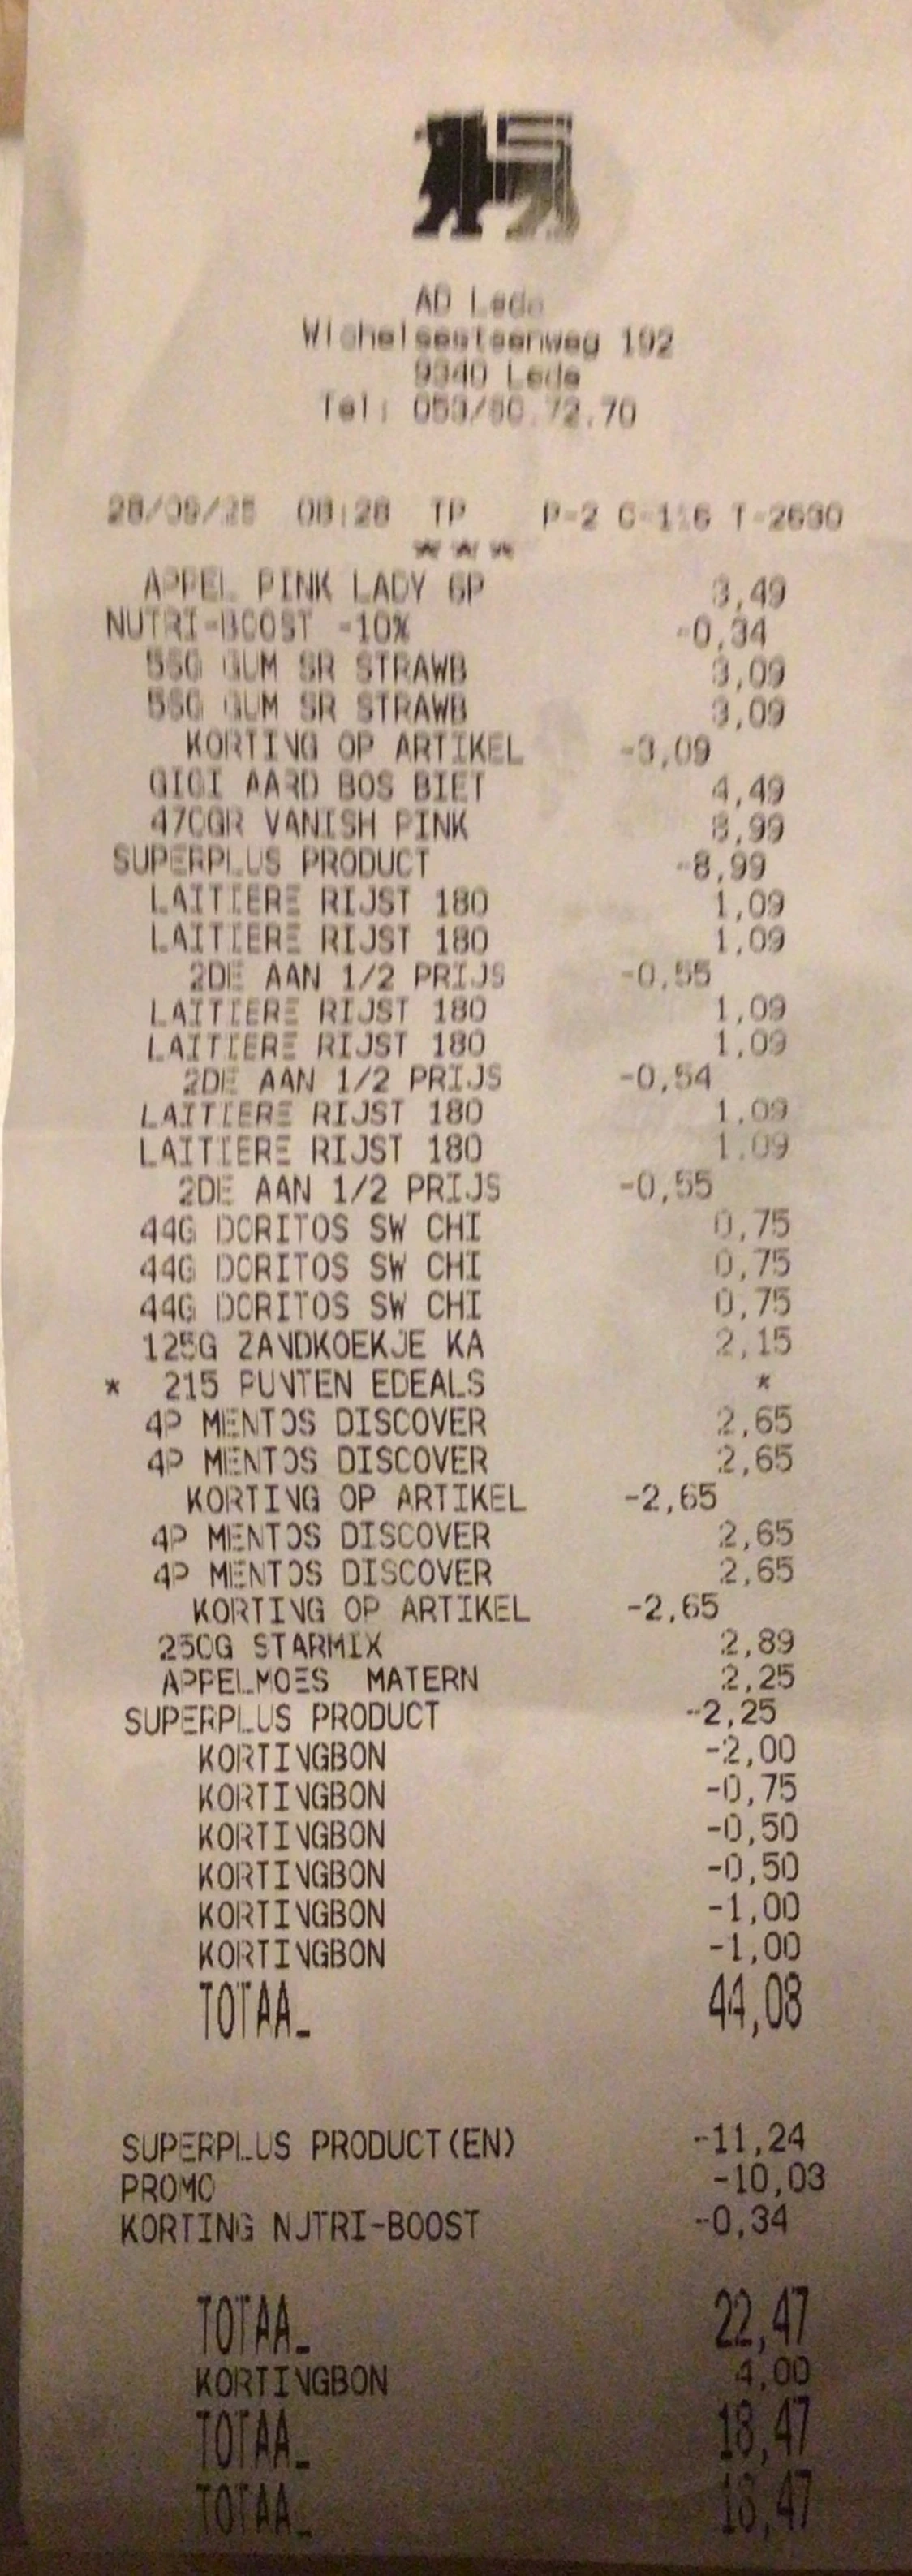 AD Lede
Wichelsesteenweg 192
9340 Lede
Tel: 053/80.72.70
28/09/25 08:28 TP P-2 C-116 T-2630
***
APPEL PINK LADY 6P 3,49
NUTRI-BOOST -10% -0,34
55G GUM SR STRAWB 3,09
55G GUM SR STRAWB 3,09
KORTING OP ARTIKEL -3,09
GIGI AARD BOS BIET 4,49
470GR VANISH PINK 8,99
SUPERPLUS PRODUCT -8,99
LAITIERE RIJST 180 1,09
LAITIERE RIJST 180 1,09
2DE AAN 1/2 PRIJS -0,55
LAITIERE RIJST 180 1,09
LAITIERE RIJST 180 1,09
2DE AAN 1/2 PRIJS -0,54
LAITIERE RIJST 180 1,09
LAITIERE RIJST 180 1,09
2DE AAN 1/2 PRIJS -0,55
44G DORITOS SW CHI 0,75
44G DORITOS SW CHI 0,75
44G DORITOS SW CHI 0,75
125G ZANDKOEKJE KA 2,15
* 215 PUNTEN EDEALS *
4P MENTOS DISCOVER 2,65
4P MENTOS DISCOVER 2,65
KORTING OP ARTIKEL -2,65
4P MENTOS DISCOVER 2,65
4P MENTOS DISCOVER 2,65
KORTING OP ARTIKEL -2,65
250G STARMIX 2,89
APPELMOES MATERN 2,25
SUPERPLUS PRODUCT -2,25
KORTINGBON -2,00
KORTINGBON -0,75
KORTINGBON -0,50
KORTINGBON -0,50
KORTINGBON -1,00
KORTINGBON -1,00
TOTAAL 44,08
SUPERPLUS PRODUCT(EN) -11,24
PROMO -10,03
KORTING NUTRI-BOOST -0,34
TOTAAL 22,47
KORTINGBON 4,00
TOTAAL 18,47
TOTAAL 18,47